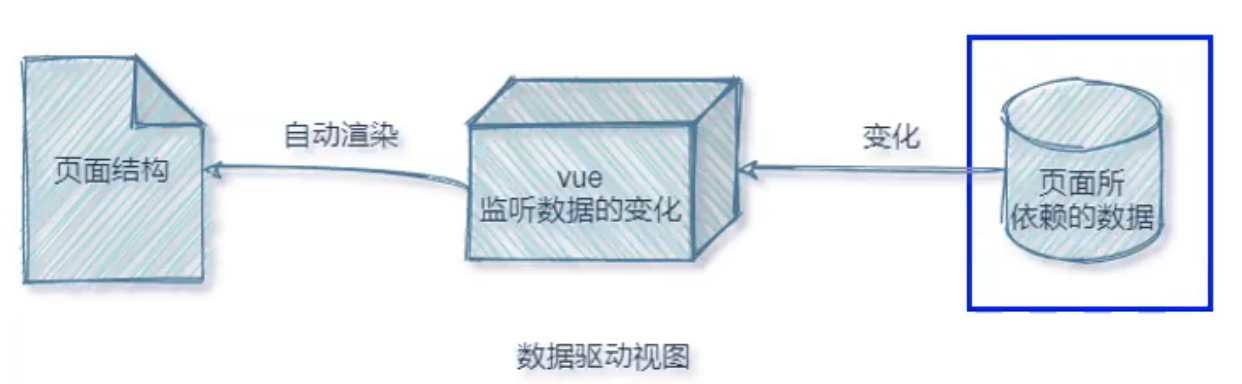 页面结构
自动渲染
vue
监听数据的变化
变化
页面所
依赖的数据
数据驱动视图